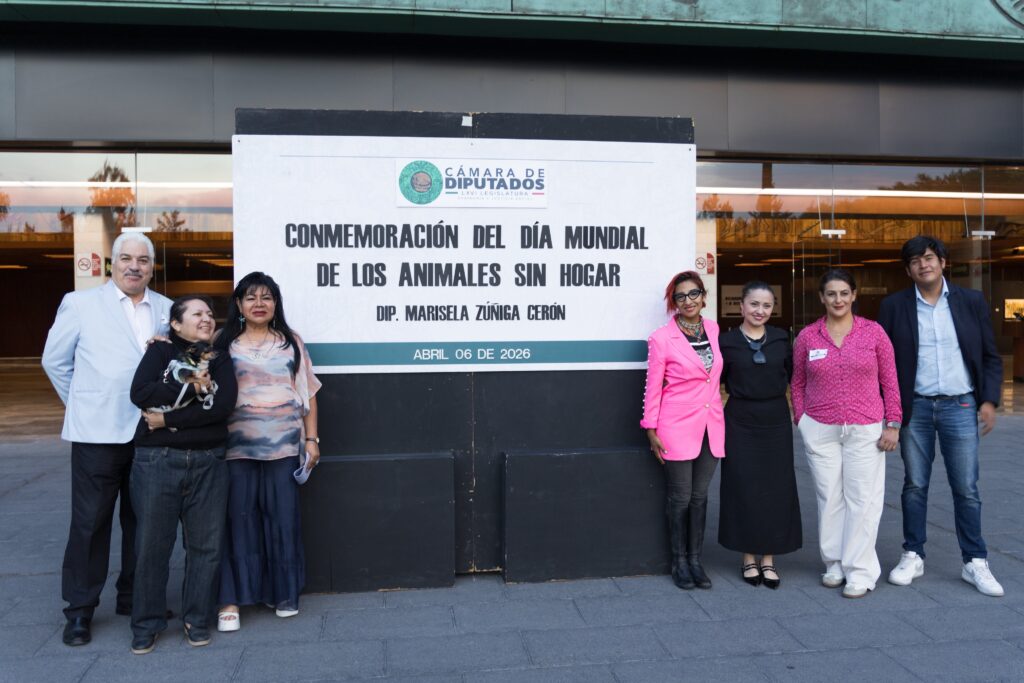 CÁMARA DE
DIPUTADOS
LXVI LEGISLATURA
CONMEMORACIÓN DEL DÍA MUNDIAL
DE LOS ANIMALES SIN HOGAR
DIP. MARISELA ZÚÑIGA CERÓN
ABRIL 06 DE 2026